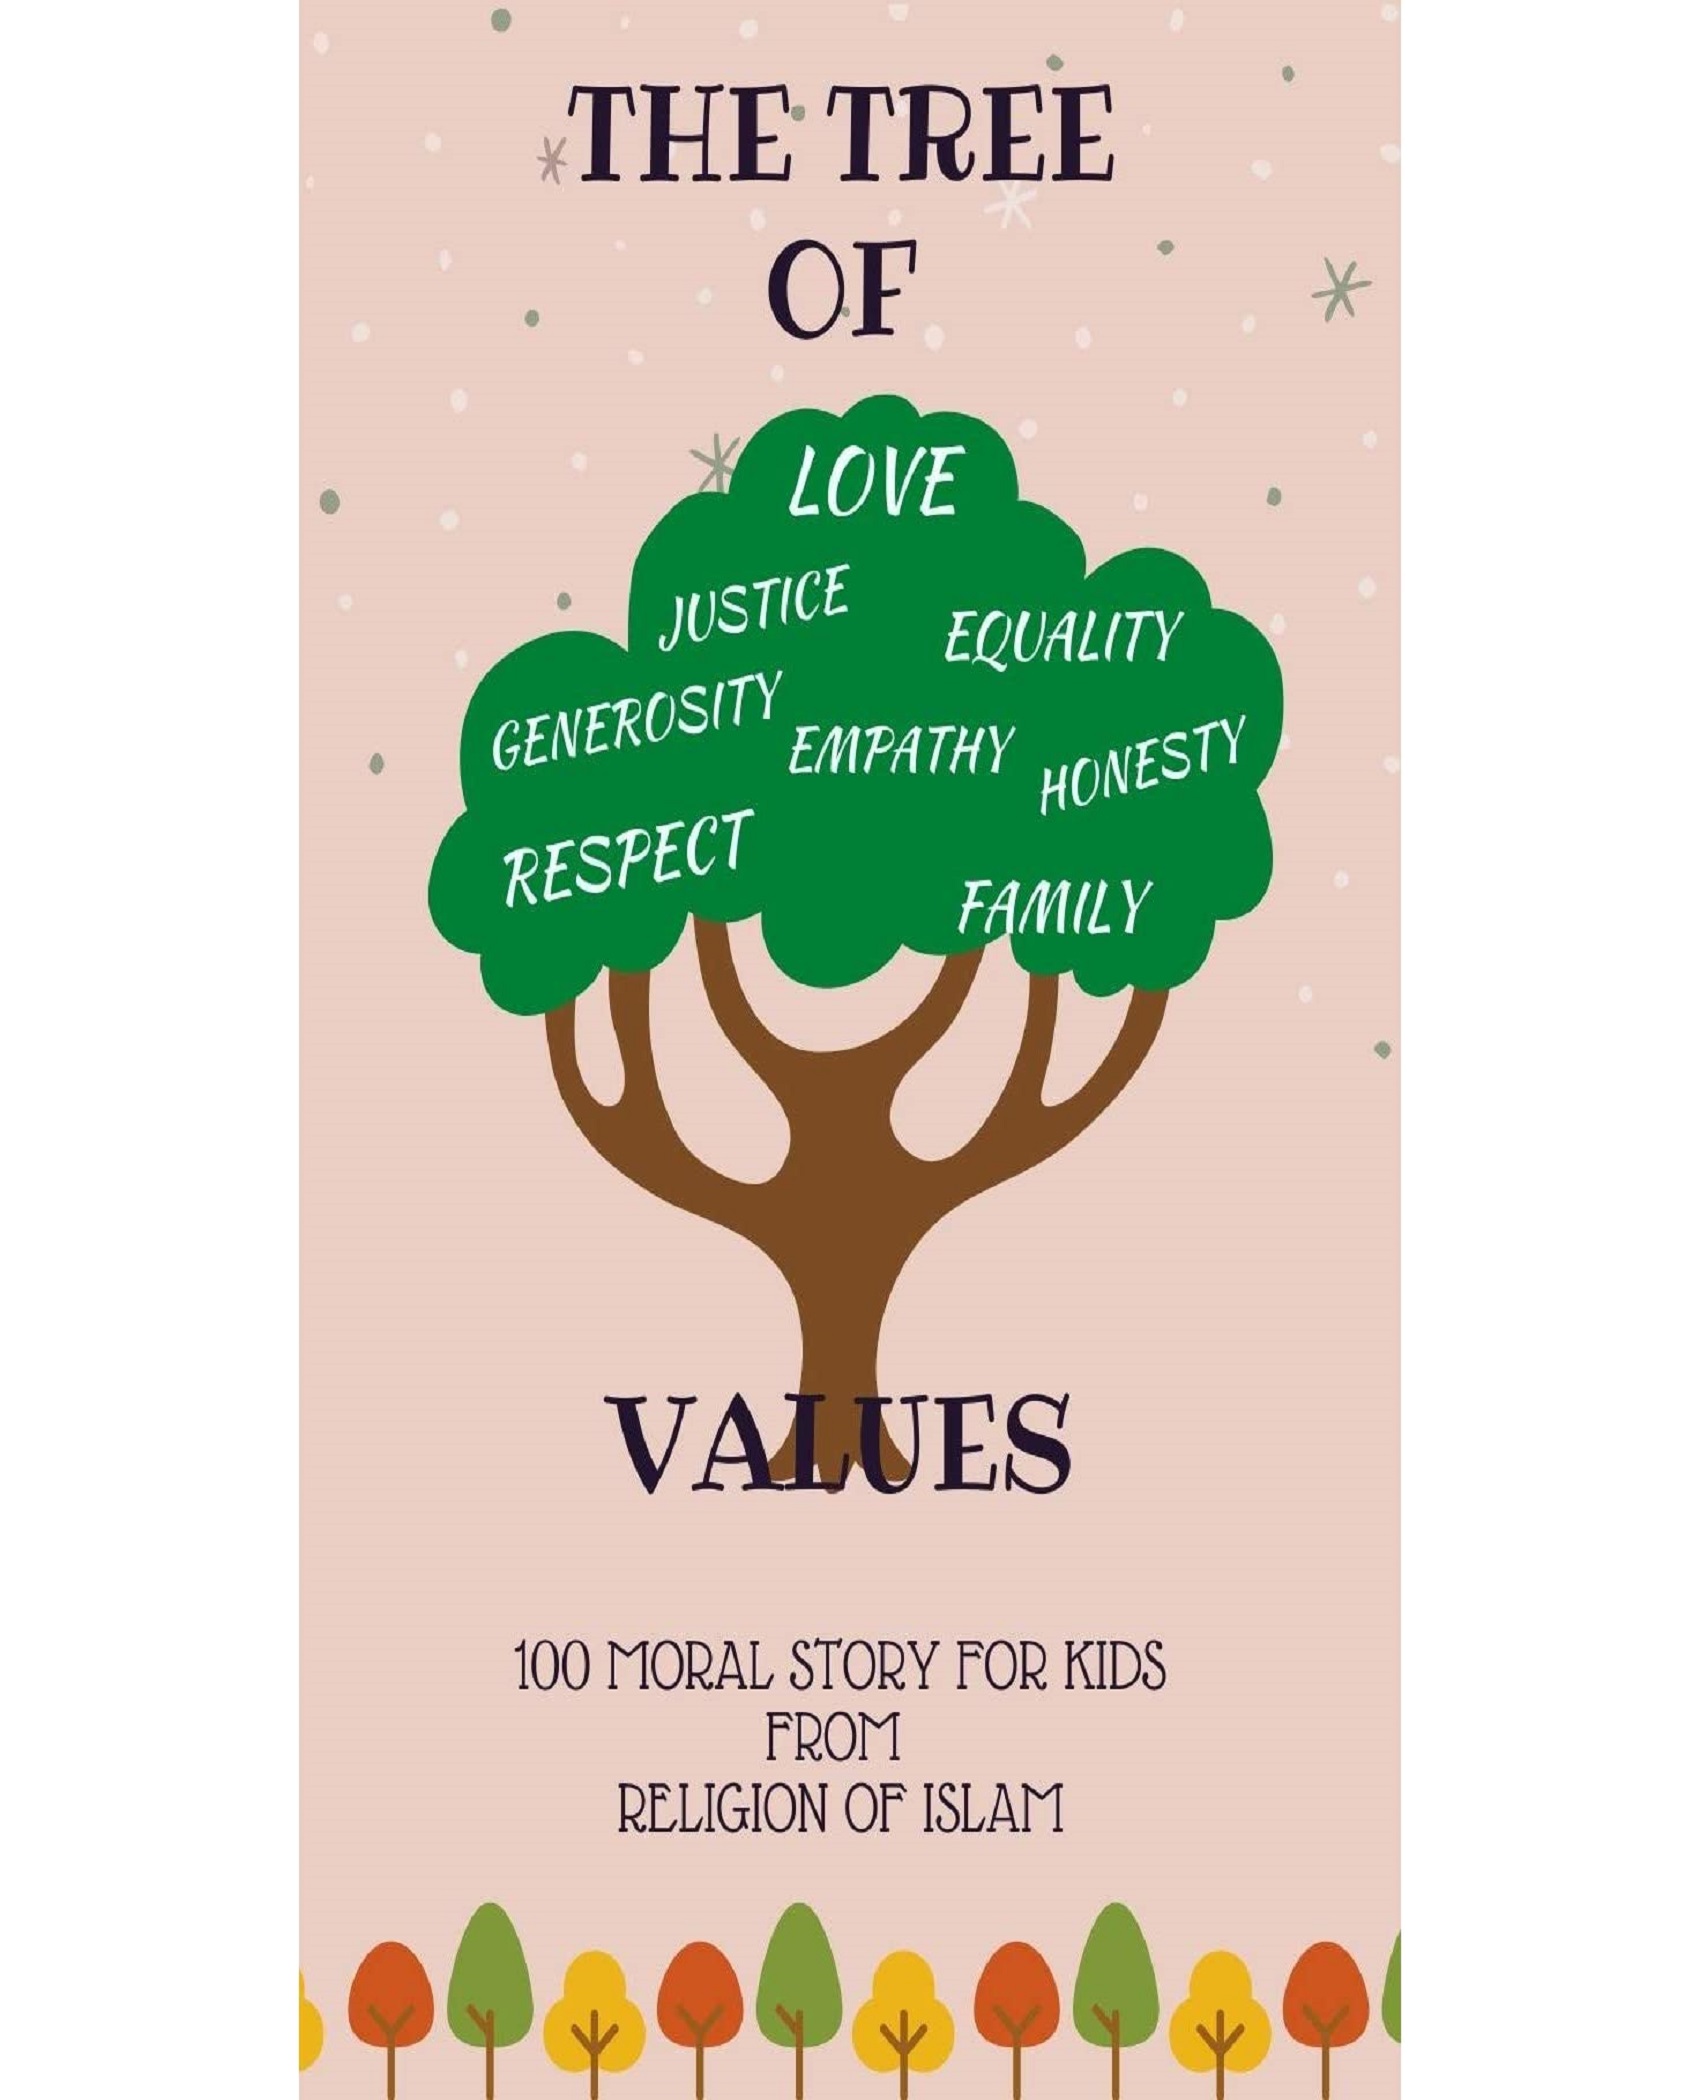 THE TREE
OF
LOVE
JUSTICE
EQUALITY
GENEROSITY
EMPATHY
HONESTY
RESPECT
FAMILY
VALUES
100 MORAL STORY FOR KIDS
FROM
RELIGION OF ISLAM